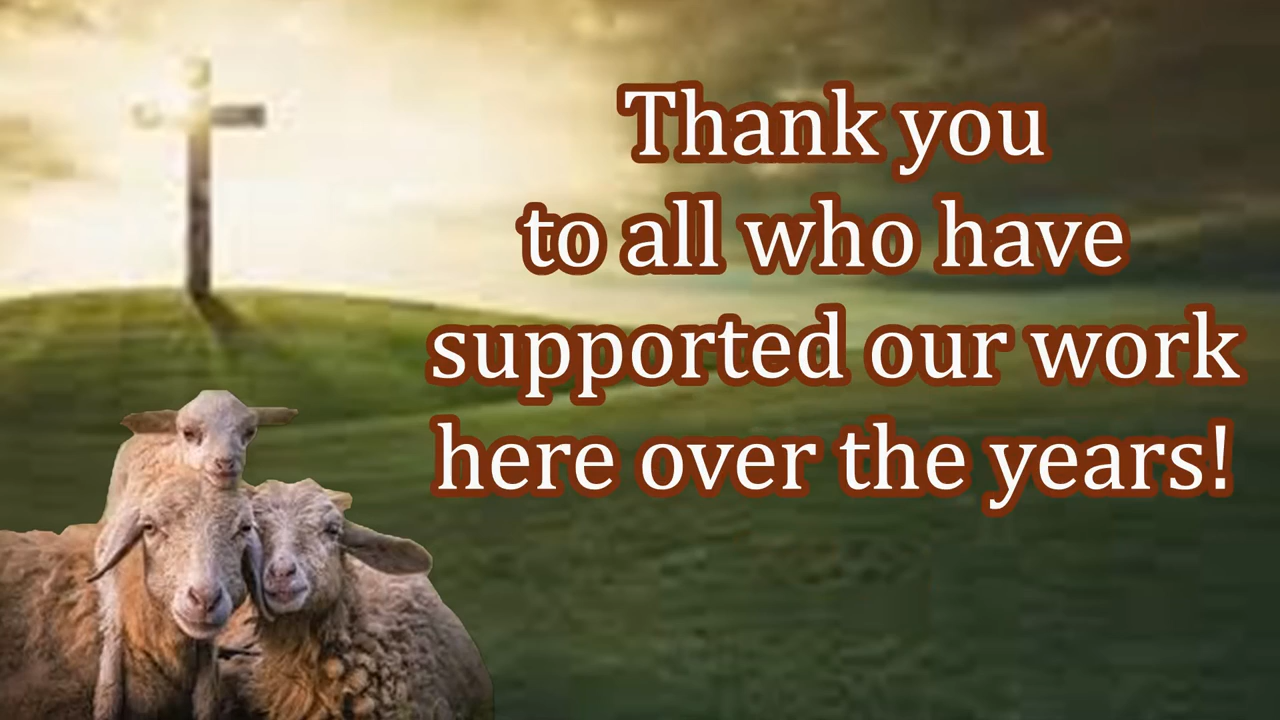 Thank you
to all who have
supported our work
here over the years!